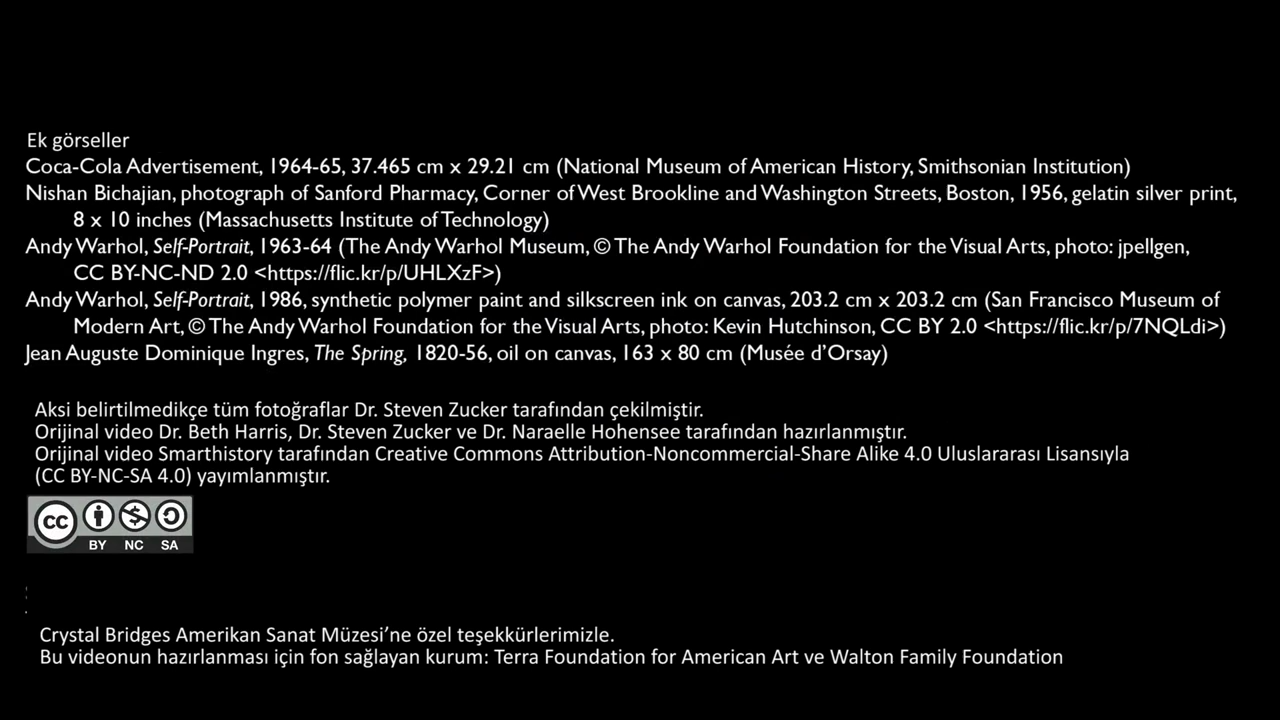 Ek görseller
Coca-Cola Advertisement, 1964-65, 37.465 cm x 29.21 cm (National Museum of American History, Smithsonian Institution)
Nishan Bichajian, photograph of Sanford Pharmacy, Corner of West Brookline and Washington Streets, Boston, 1956, gelatin silver print,
8 x 10 inches (Massachusetts Institute of Technology)
Andy Warhol, Self-Portrait, 1963-64 (The Andy Warhol Museum, © The Andy Warhol Foundation for the Visual Arts, photo: jpellgen,
CC BY-NC-ND 2.0 <https://flic.kr/p/UHLXzF>)
Andy Warhol, Self-Portrait, 1986, synthetic polymer paint and silkscreen ink on canvas, 203.2 cm x 203.2 cm (San Francisco Museum of
Modern Art, © The Andy Warhol Foundation for the Visual Arts, photo: Kevin Hutchinson, CC BY 2.0 <https://flic.kr/p/7NQLdi>)
Jean Auguste Dominique Ingres, The Spring, 1820-56, oil on canvas, 163 x 80 cm (Musée d'Orsay)
Aksi belirtilmedikçe tüm fotoğraflar Dr. Steven Zucker tarafından çekilmiştir.
Orijinal video Dr. Beth Harris, Dr. Steven Zucker ve Dr. Naraelle Hohensee tarafından hazırlanmıştır.
Orijinal video Smarthistory tarafından Creative Commons Attribution-Noncommercial-Share Alike 4.0 Uluslararası Lisansıyla
(CC BY-NC-SA 4.0) yayımlanmıştır.
CC
BY NC SA
Crystal Bridges Amerikan Sanat Müzesi'ne özel teşekkürlerimizle.
Bu videonun hazırlanması için fon sağlayan kurum: Terra Foundation for American Art ve Walton Family Foundation